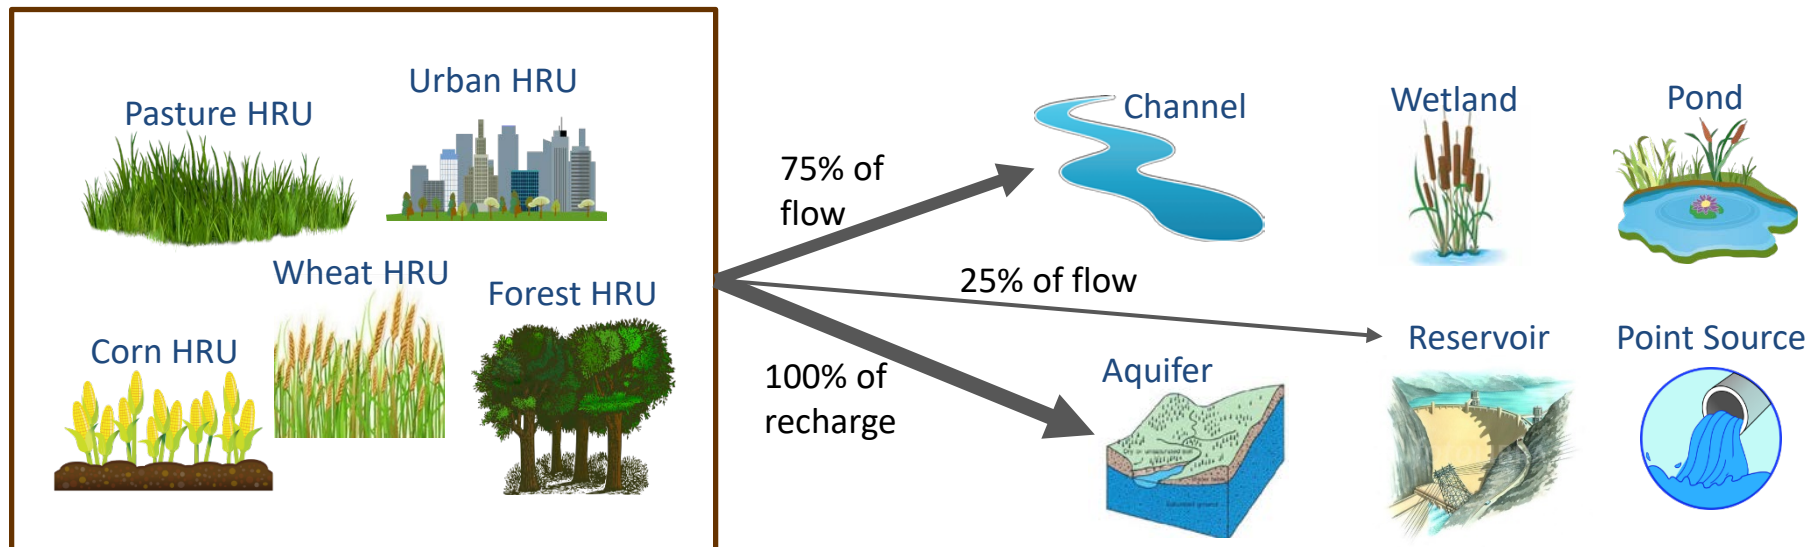 Pasture HRU
Urban HRU
Wheat HRU
Forest HRU
Corn HRU
75% of
flow
25% of flow
100% of
recharge
Channel
Wetland
Pond
Aquifer
Reservoir
Point Source